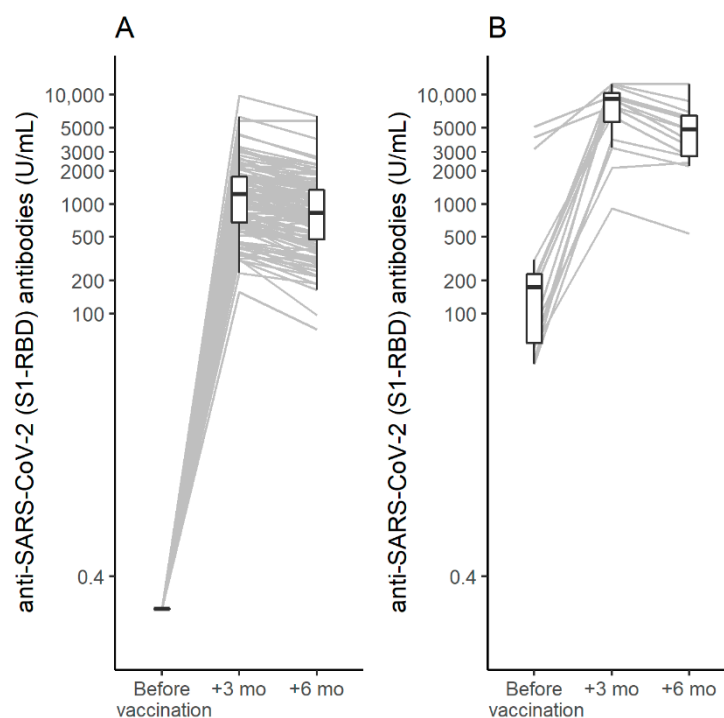 A
anti-SARS-CoV-2 (S1-RBD) antibodies (U/mL)
10,000
5000
3000
2000
1000
500
200
100
0.4
Before
vaccination
+3 mo
+6 mo
B
anti-SARS-CoV-2 (S1-RBD) antibodies (U/mL)
10,000
5000
3000
2000
1000
500
200
100
0.4
Before
vaccination
+3 mo
+6 mo